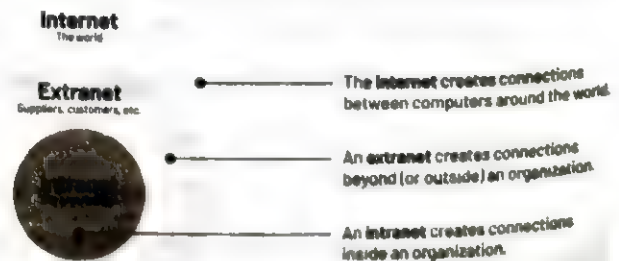 Internet
The world
Extranet
Suppliers, customers, etc.
The internet creates connections
between computers around the world.
An extranet creates connections
beyond (or outside) an organization.
An intranet creates connections
inside an organization.